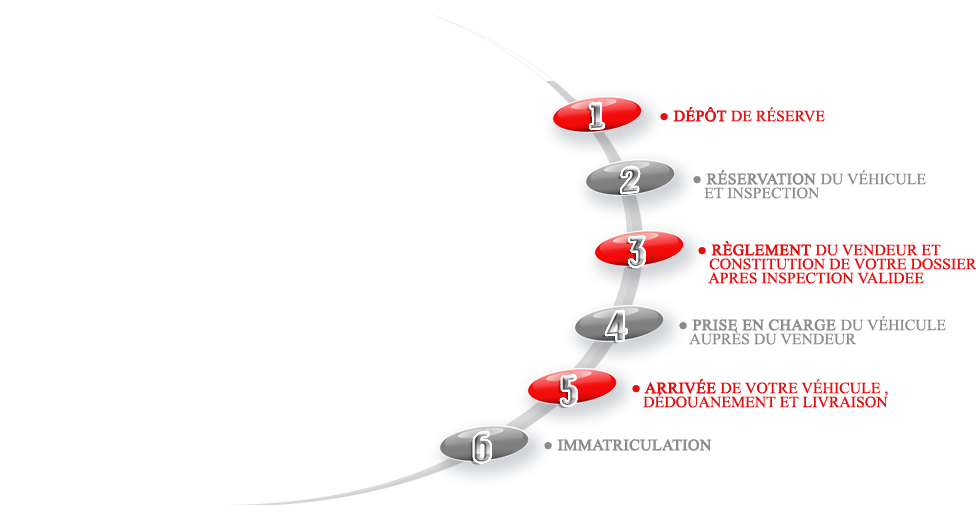 1 • DÉPÔT DE RÉSERVE
2 • RÉSERVATION DU VÉHICULE
ET INSPECTION
3 • RÈGLEMENT DU VENDEUR ET
CONSTITUTION DE VOTRE DOSSIER
APRES INSPECTION VALIDEE
4 • PRISE EN CHARGE DU VÉHICULE
AUPRÈS DU VENDEUR
5 • ARRIVÉE DE VOTRE VÉHICULE ,
DÉDOUANEMENT ET LIVRAISON
6 • IMMATRICULATION